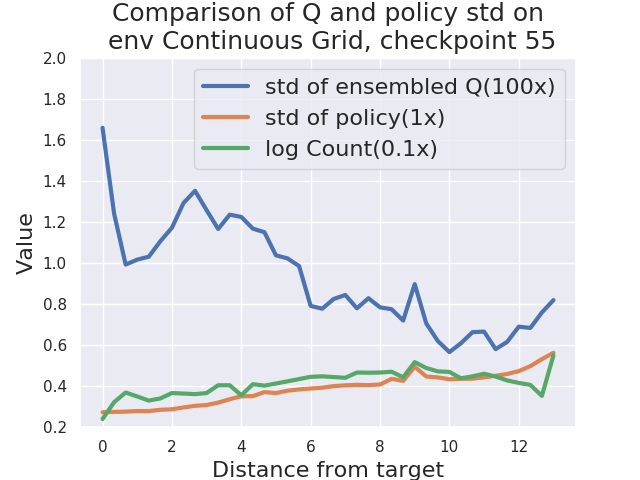 Comparison of Q and policy std on
env Continuous Grid, checkpoint 55
2.0
1.8
1.6
1.4
1.2
1.0
0.8
0.6
0.4
0.2
Value
std of ensembled Q(100x)
std of policy(1x)
log Count(0.1x)
0 2 4 6 8 10 12
Distance from target